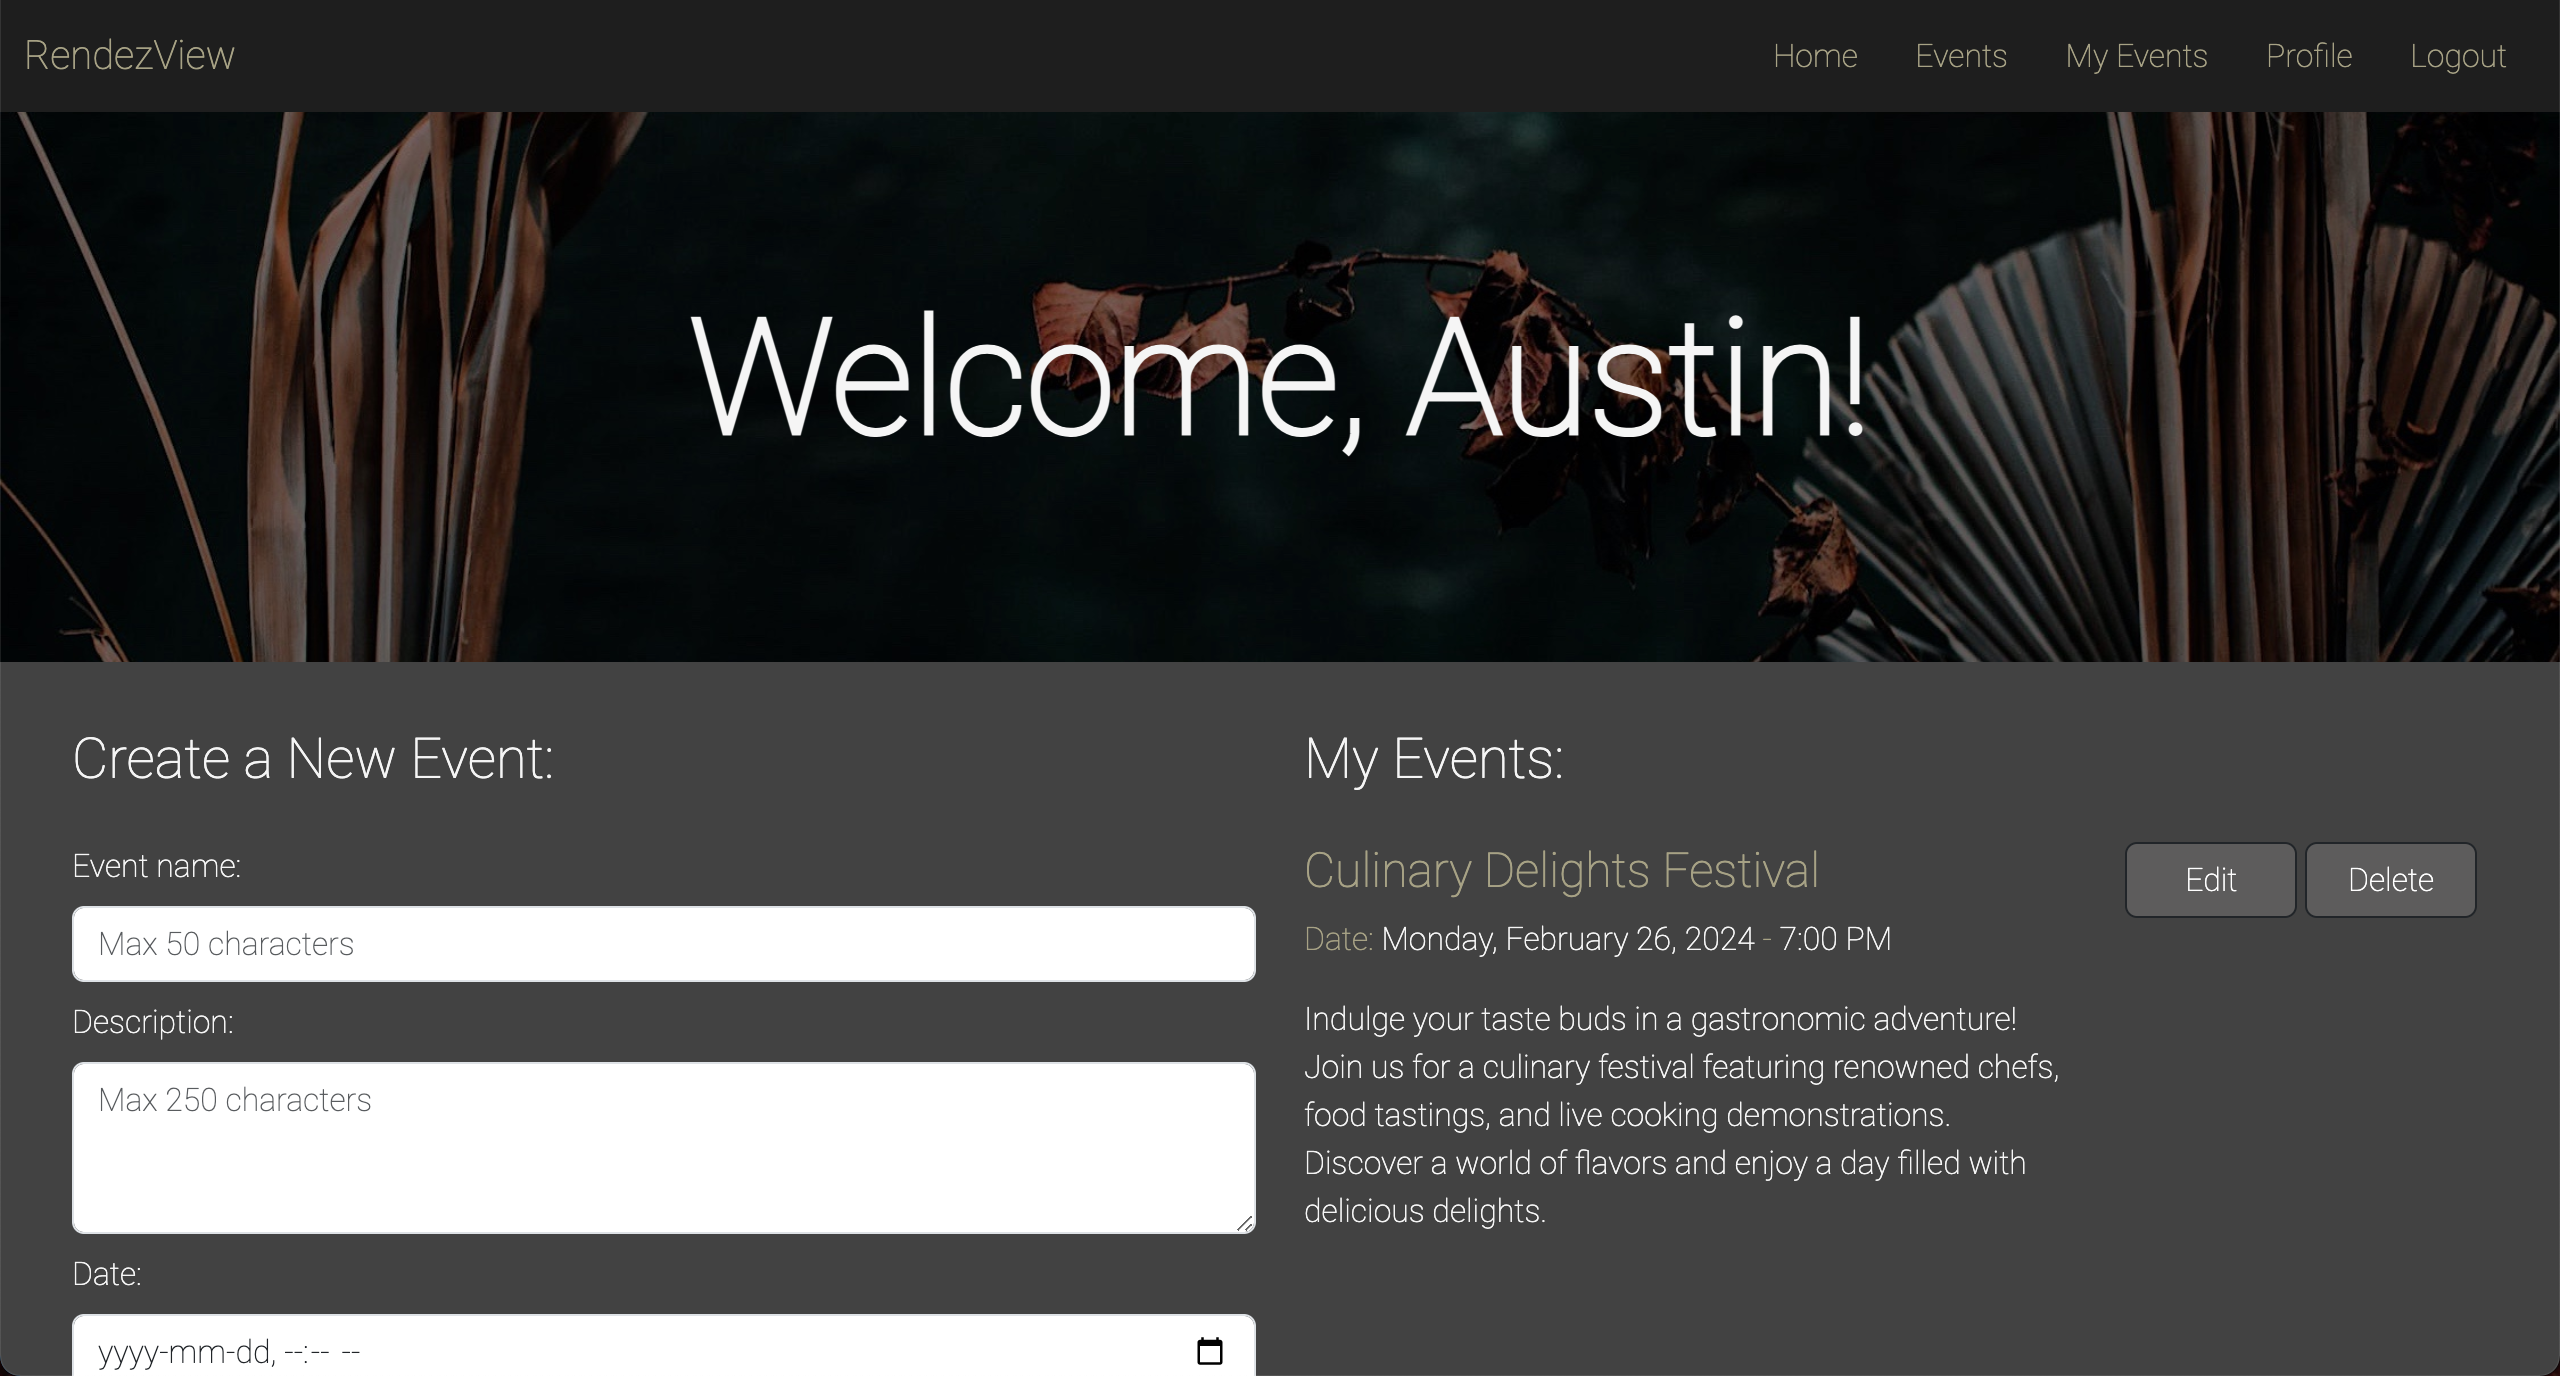 RendezView
Home Events My Events Profile Logout
Welcome, Austin!
Create a New Event:
Event name:
Max 50 characters
Description:
Max 250 characters
Date:
yyyy-mm-dd, --:-- --
My Events:
Culinary Delights Festival
Edit Delete
Date: Monday, February 26, 2024 - 7:00 PM
Indulge your taste buds in a gastronomic adventure!
Join us for a culinary festival featuring renowned chefs,
food tastings, and live cooking demonstrations.
Discover a world of flavors and enjoy a day filled with
delicious delights.